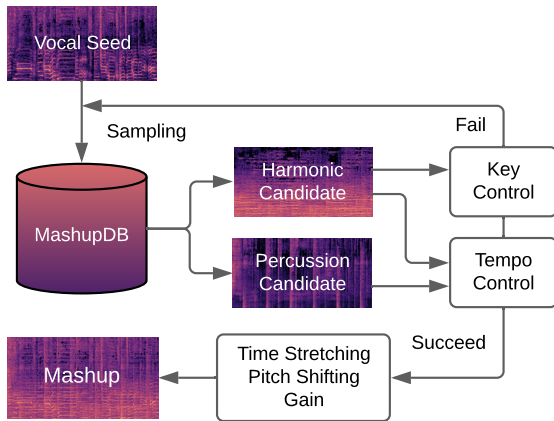 Vocal Seed
Sampling
Fail
MashupDB
Harmonic
Candidate
Key
Control
Percussion
Candidate
Tempo
Control
Succeed
Mashup
Time Stretching
Pitch Shifting
Gain